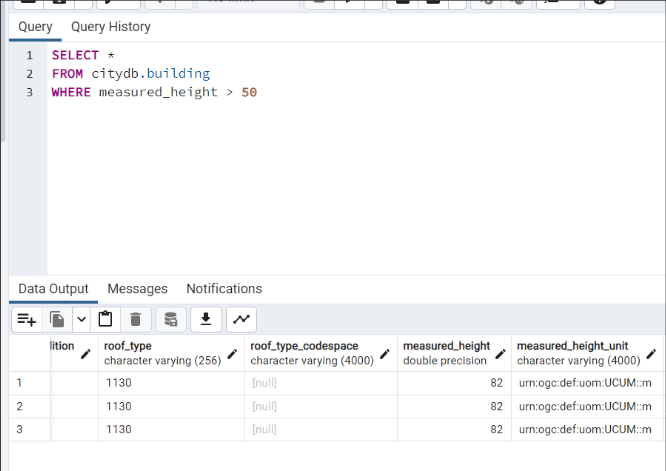 Query Query History
1 SELECT *
2 FROM citydb.building
3 WHERE measured_height > 50
Data Output Messages Notifications
lition roof_type roof_type_codespace measured_height measured_height_unit
character varying (256) character varying (4000) double precision character varying (4000)
1 1130 [null] 82 urn:ogc:def:uom:UCUM::m
2 1130 [null] 82 urn:ogc:def:uom:UCUM::m
3 1130 [null] 82 urn:ogc:def:uom:UCUM::m